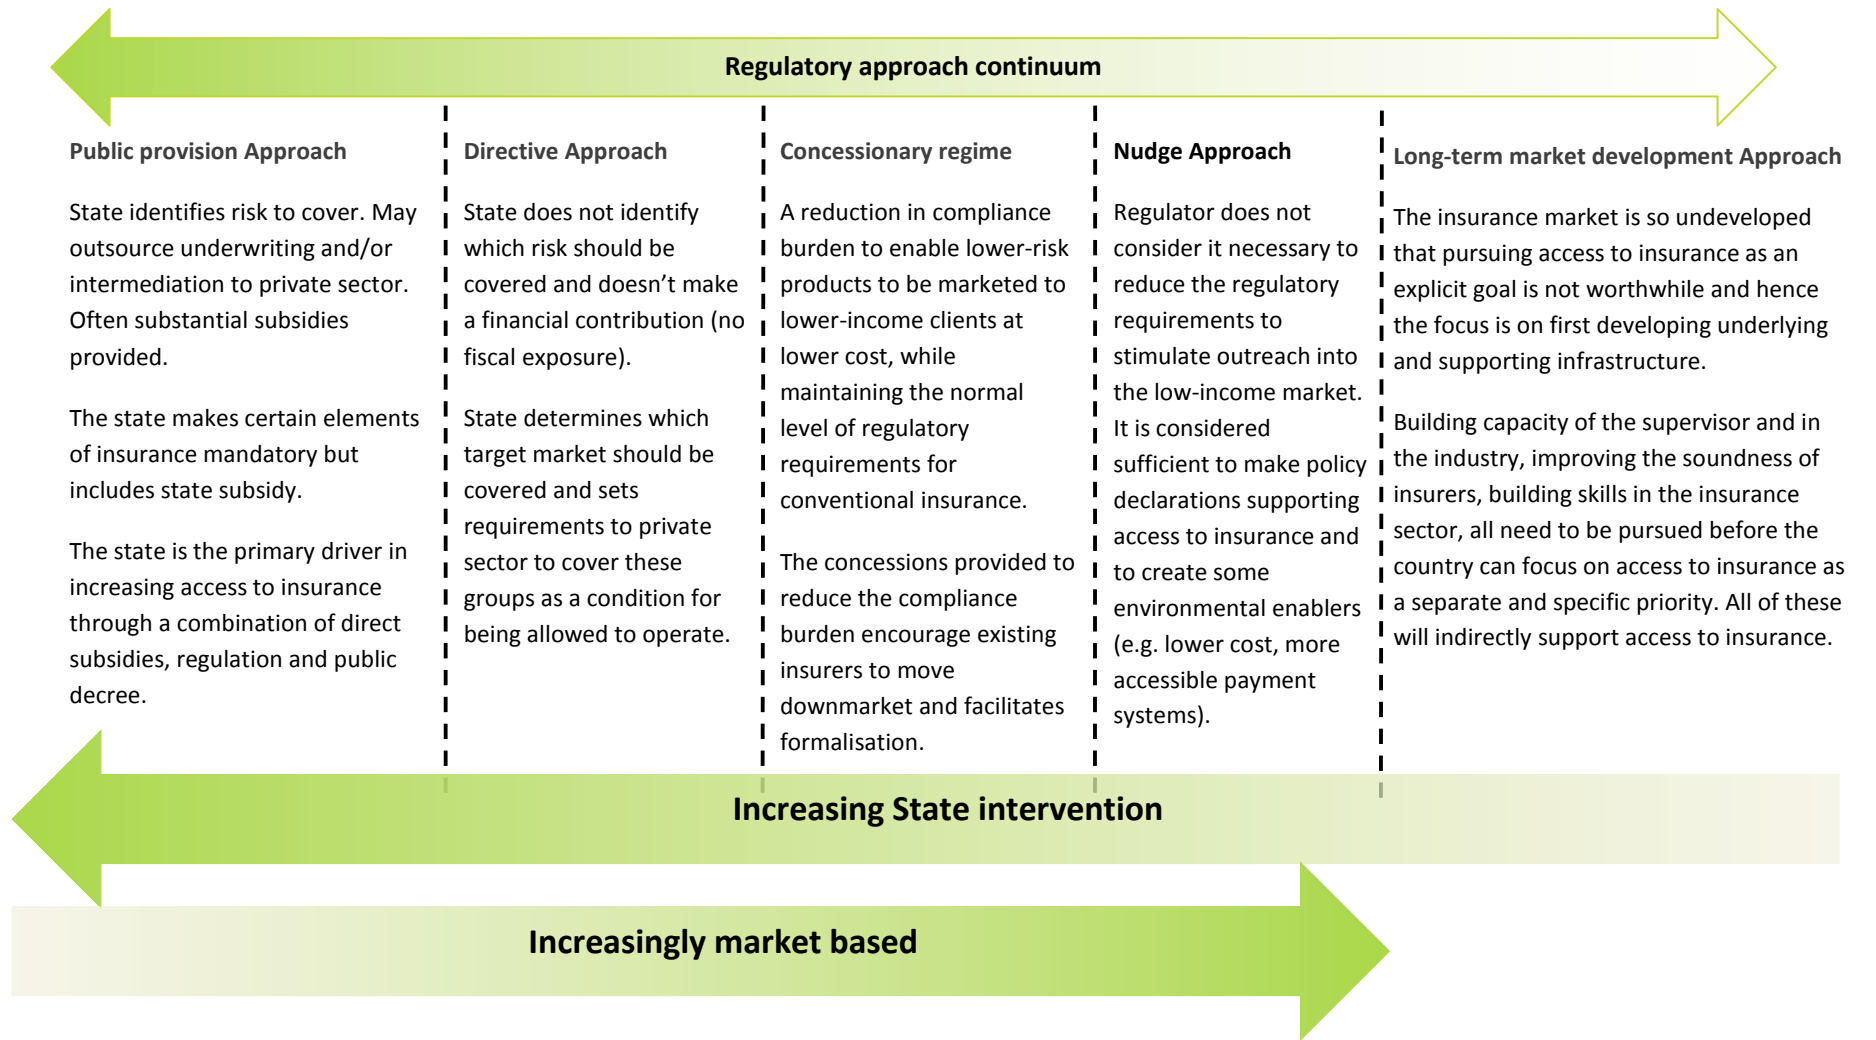 Regulatory approach continuum
Public provision Approach
State identifies risk to cover. May
outsource underwriting and/or
intermediation to private sector.
Often substantial subsidies
provided.
The state makes certain elements
of insurance mandatory but
includes state subsidy.
The state is the primary driver in
increasing access to insurance
through a combination of direct
subsidies, regulation and public
decree.
Directive Approach
State does not identify
which risk should be
covered and doesn’t make
a financial contribution (no
fiscal exposure).
State determines which
target market should be
covered and sets
requirements to private
sector to cover these
groups as a condition for
being allowed to operate.
Concessionary regime
A reduction in compliance
burden to enable lower-risk
products to be marketed to
lower-income clients at
lower cost, while
maintaining the normal
level of regulatory
requirements for
conventional insurance.
The concessions provided to
reduce the compliance
burden encourage existing
insurers to move
downmarket and facilitates
formalisation.
Nudge Approach
Regulator does not
consider it necessary to
reduce the regulatory
requirements to
stimulate outreach into
the low-income market.
It is considered
sufficient to make policy
declarations supporting
access to insurance and
to create some
environmental enablers
(e.g. lower cost, more
accessible payment
systems).
Long-term market development Approach
The insurance market is so undeveloped
that pursuing access to insurance as an
explicit goal is not worthwhile and hence
the focus is on first developing underlying
and supporting infrastructure.
Building capacity of the supervisor and in
the industry, improving the soundness of
insurers, building skills in the insurance
sector, all need to be pursued before the
country can focus on access to insurance as
a separate and specific priority. All of these
will indirectly support access to insurance.
Increasing State intervention
Increasingly market based